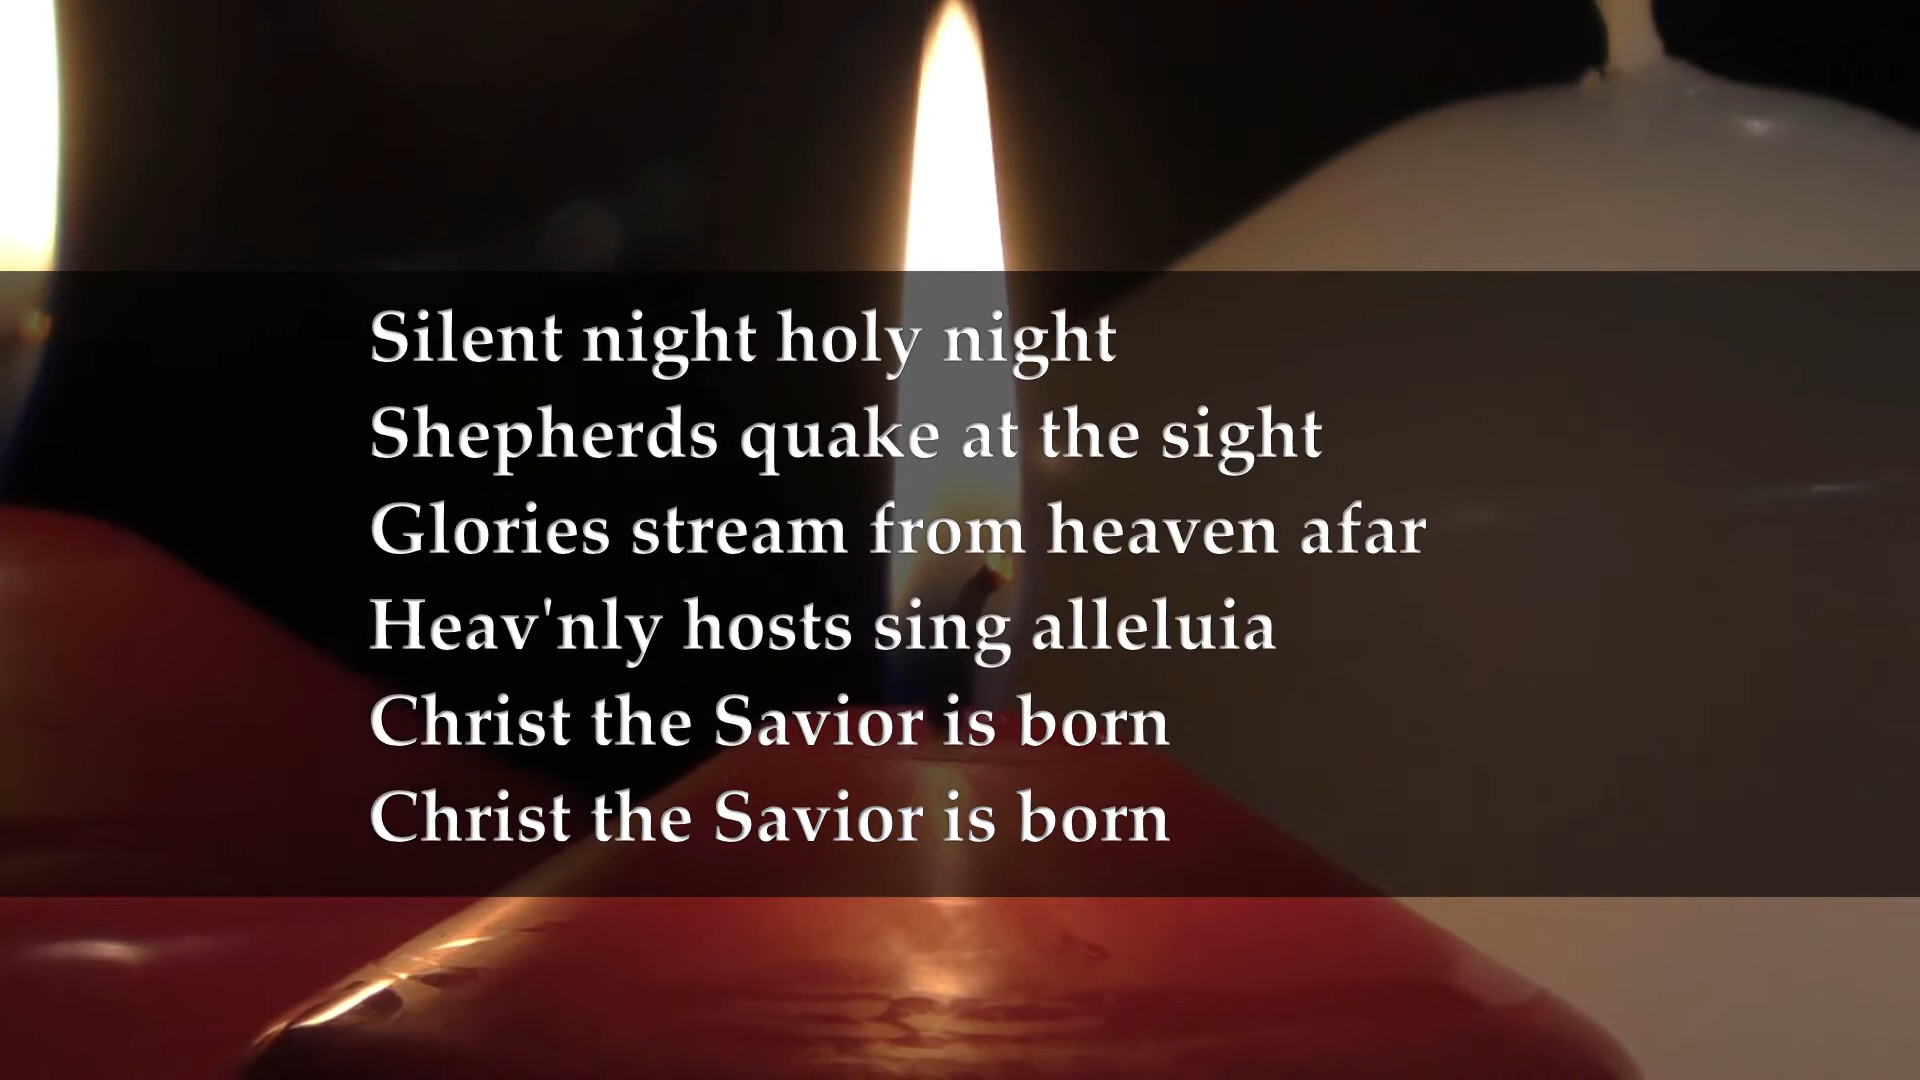 Silent night holy night
Shepherds quake at the sight
Glories stream from heaven afar
Heav'nly hosts sing alleluia
Christ the Savior is born
Christ the Savior is born